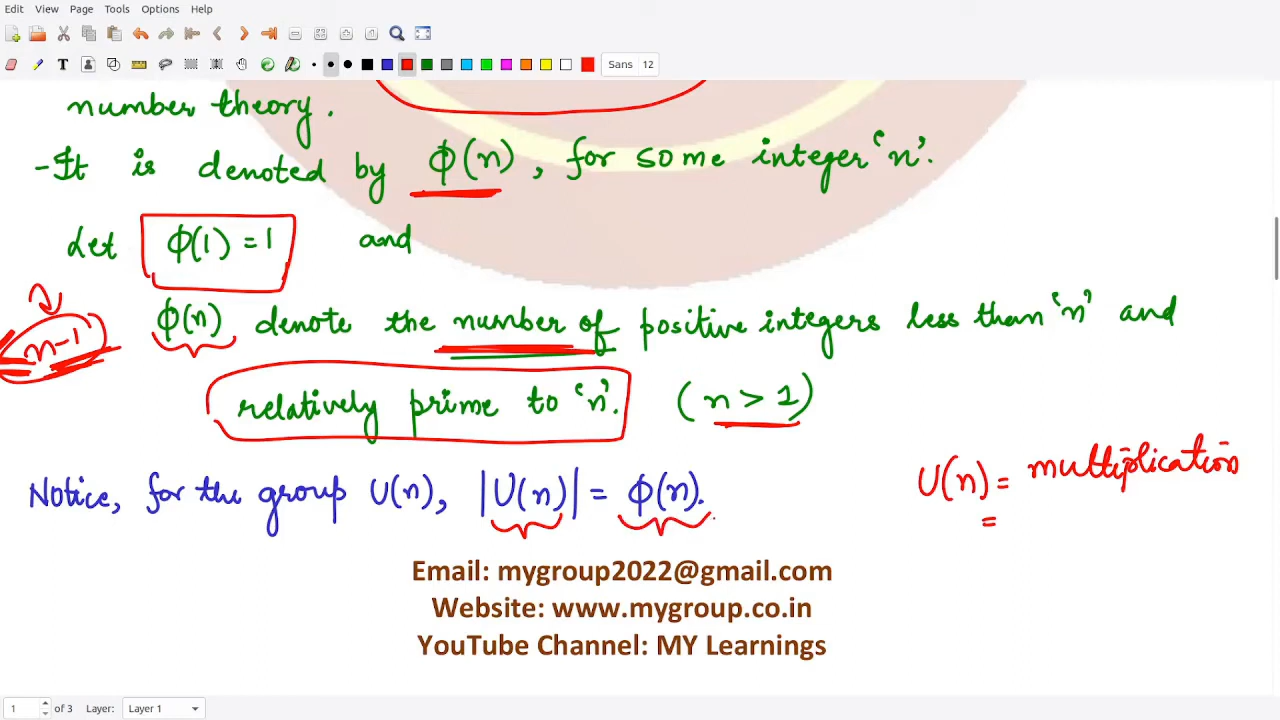 Edit View Page Tools Options Help
Sans 12
number theory.
-It is denoted by ϕ(n), for some integer 'n'.
Let ϕ(1) = 1 and
n-1
ϕ(n) denote the number of positive integers less than 'n' and
relatively prime to 'n'. (n > 1)
U(n) = multiplication
=
Notice, for the group U(n), |U(n)| = ϕ(n).
Email: mygroup2022@gmail.com
Website: www.mygroup.co.in
YouTube Channel: MY Learnings
1 of 3 Layer: Layer 1